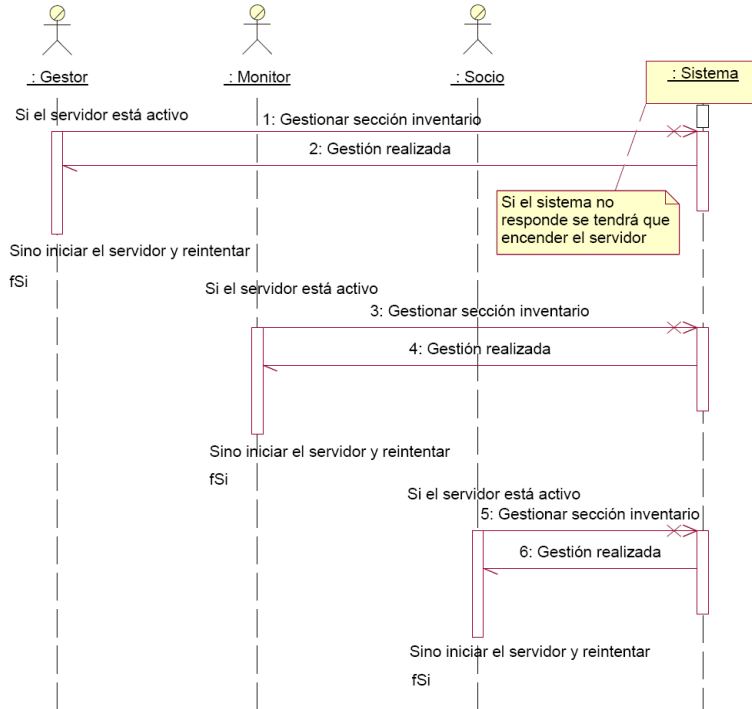 : Gestor
: Monitor
: Socio
: Sistema
Si el servidor está activo
1: Gestionar sección inventario
2: Gestión realizada
Si el sistema no
responde se tendrá que
encender el servidor
Sino iniciar el servidor y reintentar
fSi
Si el servidor está activo
3: Gestionar sección inventario
4: Gestión realizada
Sino iniciar el servidor y reintentar
fSi
Si el servidor está activo
5: Gestionar sección inventario
6: Gestión realizada
Sino iniciar el servidor y reintentar
fSi